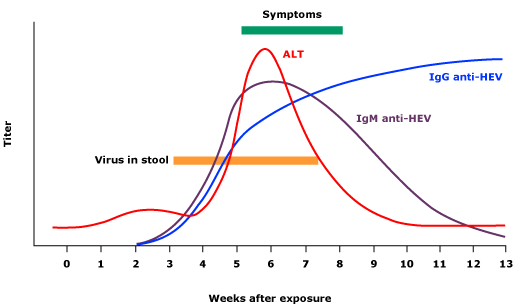 Symptoms
ALT
IgG anti-HEV
IgM anti-HEV
Titer
Virus in stool
0 1 2 3 4 5 6 7 8 9 10 11 12 13
Weeks after exposure